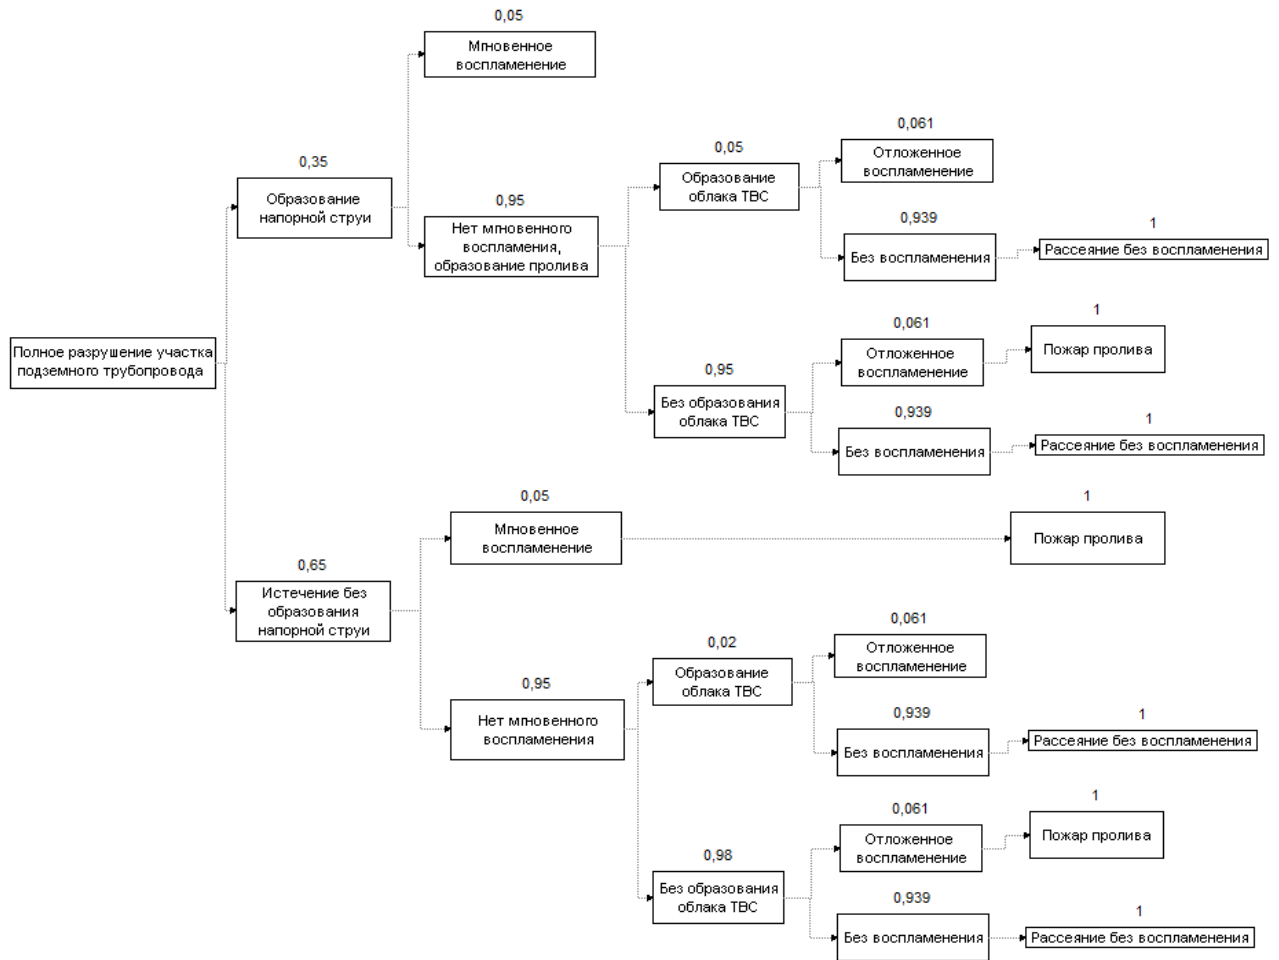 0,05
Мгновенное
воспламенение
0,35
Образование
напорной струи
0,95
Нет мгновенного
воспламения,
образование пролива
0,05
Образование
облака ТВС
0,061
Отложенное
воспламенение
0,939
Без воспламенения
1
Рассеяние без воспламенения
Полное разрушение участка
подземного трубопровода
0,95
Без образования
облака ТВС
0,061
Отложенное
воспламенение
1
Пожар пролива
0,939
Без воспламенения
1
Рассеяние без воспламенения
0,65
Истечение без
образования
напорной струи
0,05
Мгновенное
воспламенение
1
Пожар пролива
0,95
Нет мгновенного
воспламенения
0,02
Образование
облака ТВС
0,061
Отложенное
воспламенение
0,939
Без воспламенения
1
Рассеяние без воспламенения
0,98
Без образования
облака ТВС
0,061
Отложенное
воспламенение
1
Пожар пролива
0,939
Без воспламенения
1
Рассеяние без воспламенения